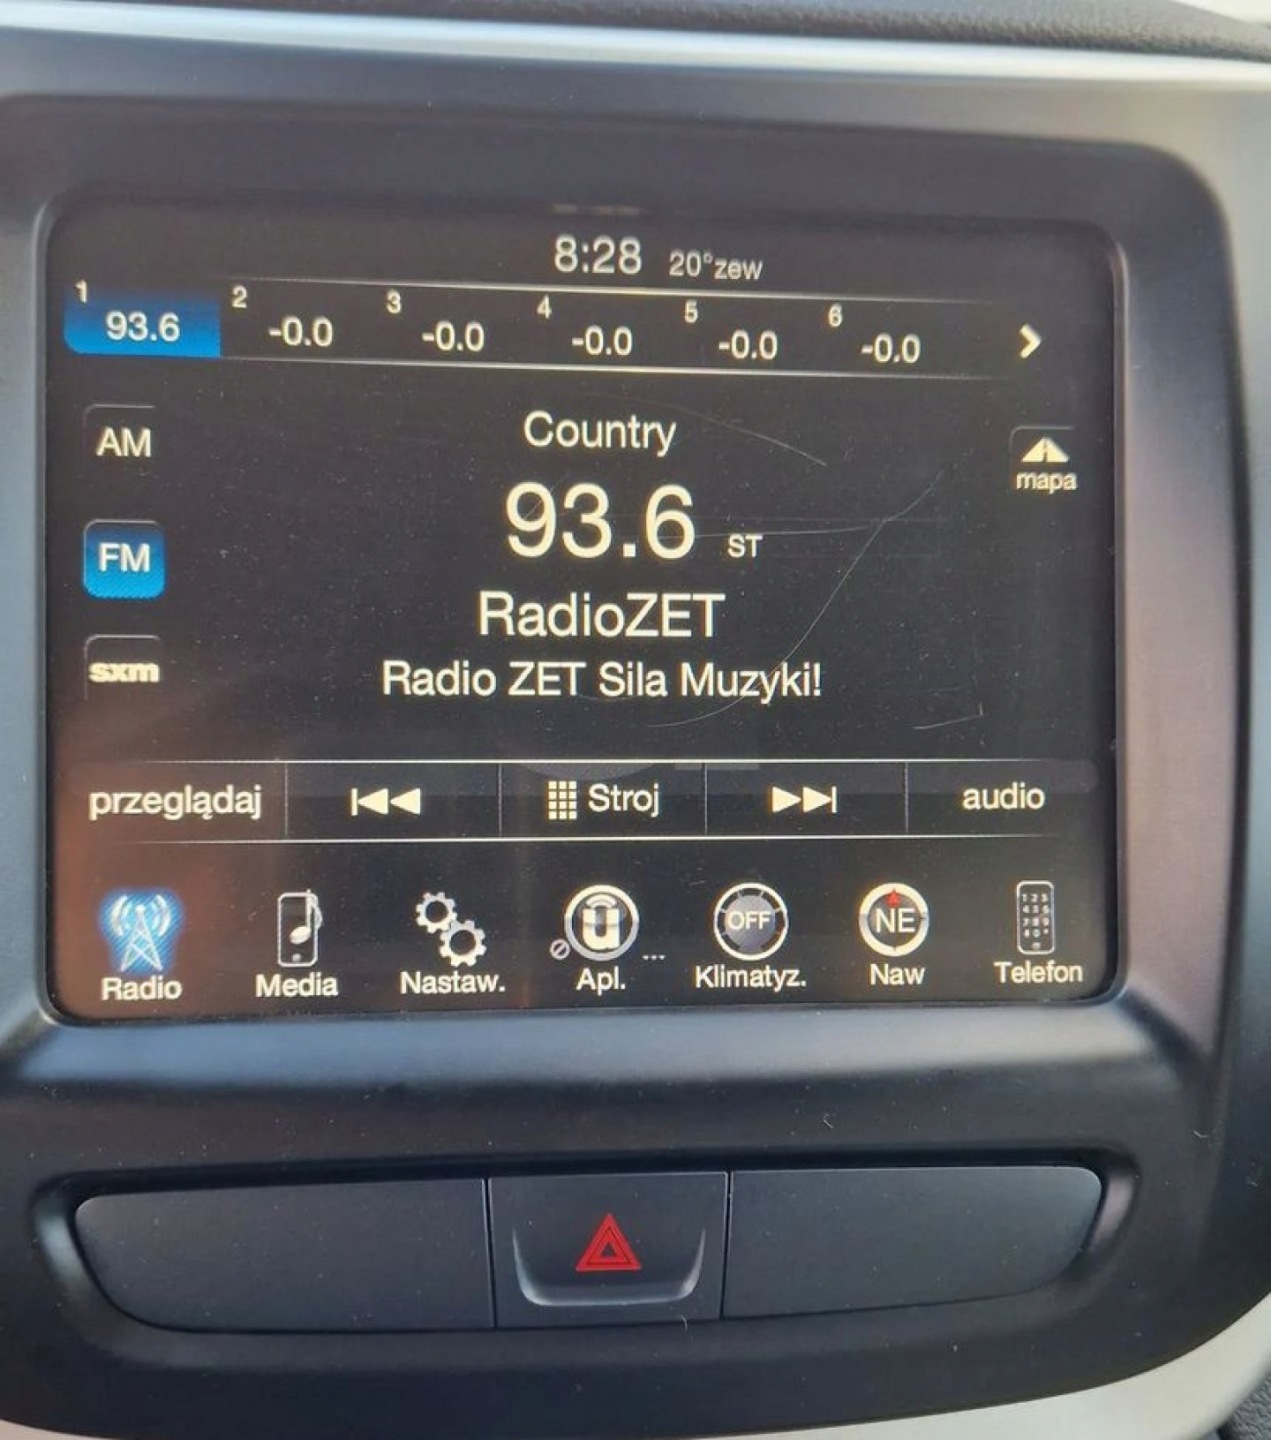 8:28 20°zew
1 93.6 2 -0.0 3 -0.0 4 -0.0 5 -0.0 6 -0.0
AM
FM
sxm
Country
93.6 ST
RadioZET
Radio ZET Sila Muzyki!
mapa
przeglądaj Stroj audio
OFF NE
Radio Media Nastaw. Apl. ... Klimatyz. Naw Telefon